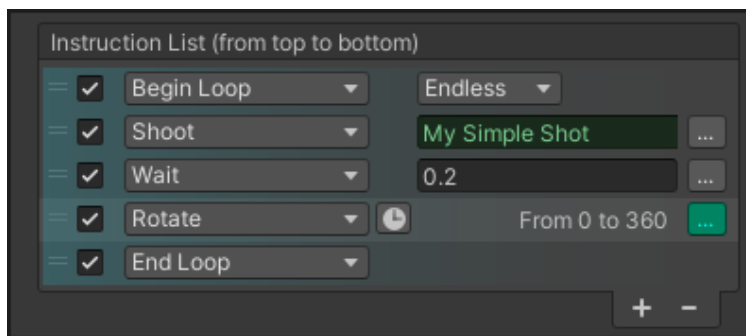 Instruction List (from top to bottom)
Begin Loop Endless
Shoot My Simple Shot ...
Wait 0.2 ...
Rotate From 0 to 360 ...
End Loop
+ -